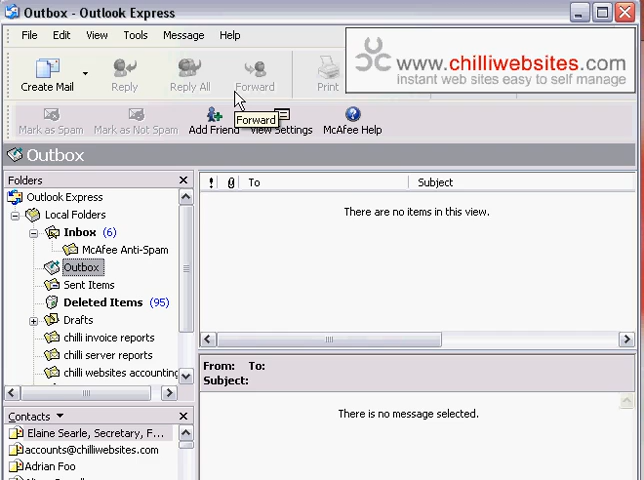 Outbox - Outlook Express
File Edit View Tools Message Help
www.chilliwebsites.com
instant web sites easy to self manage
Create Mail Reply Reply All Forward Print
Mark as Spam Mark as Not Spam Add Friend View Settings McAfee Help
Forward
Outbox
Folders
! To Subject
Outlook Express
Local Folders
There are no items in this view.
Inbox (6)
McAfee Anti-Spam
Outbox
Sent Items
Deleted Items (95)
Drafts
chilli invoice reports
chilli server reports
chilli websites accounting
From: To:
Subject:
There is no message selected.
Contacts
Elaine Searle, Secretary, F...
accounts@chilliwebsites.com
Adrian Foo